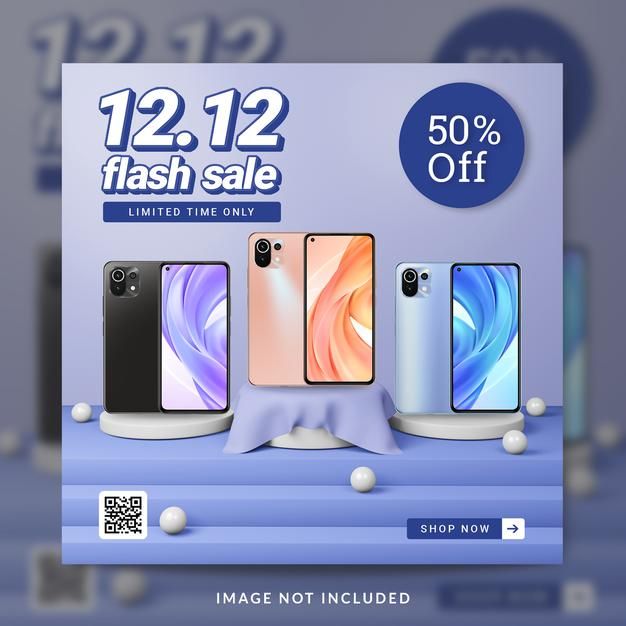 12.12
flash sale
LIMITED TIME ONLY
50%
Off
SHOP NOW
IMAGE NOT INCLUDED